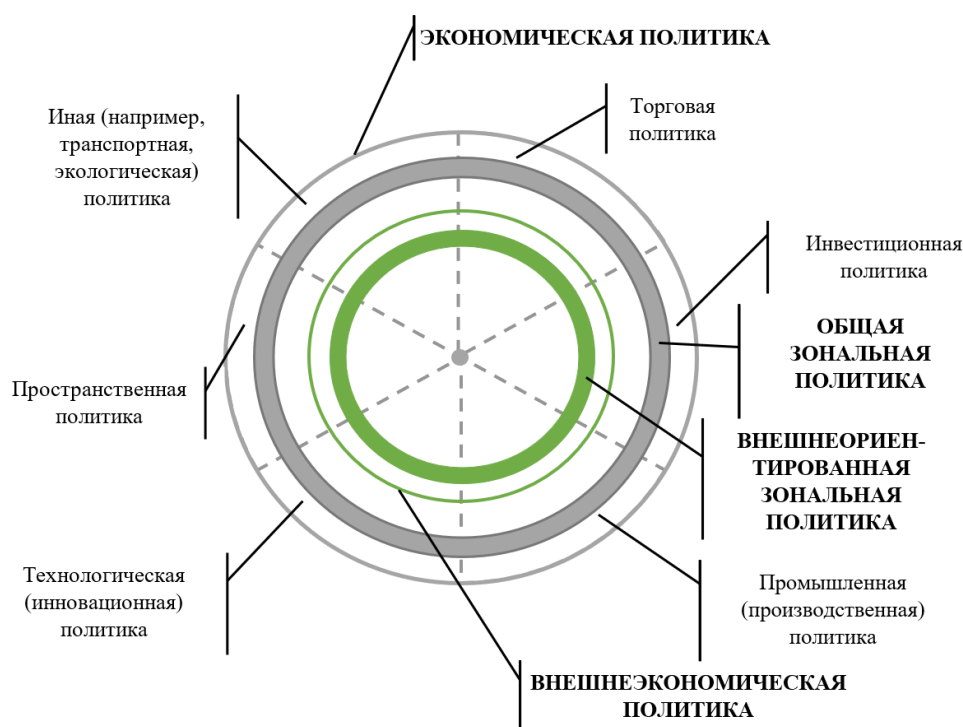 ЭКОНОМИЧЕСКАЯ ПОЛИТИКА
Иная (например,
транспортная,
экологическая)
политика
Торговая
политика
Инвестиционная
политика
ОБЩАЯ
ЗОНАЛЬНАЯ
ПОЛИТИКА
Пространственная
политика
ВНЕШНЕОРИЕН-
ТИРОВАННАЯ
ЗОНАЛЬНАЯ
ПОЛИТИКА
Технологическая
(инновационная)
политика
Промышленная
(производственная)
политика
ВНЕШНЕЭКОНОМИЧЕСКАЯ
ПОЛИТИКА